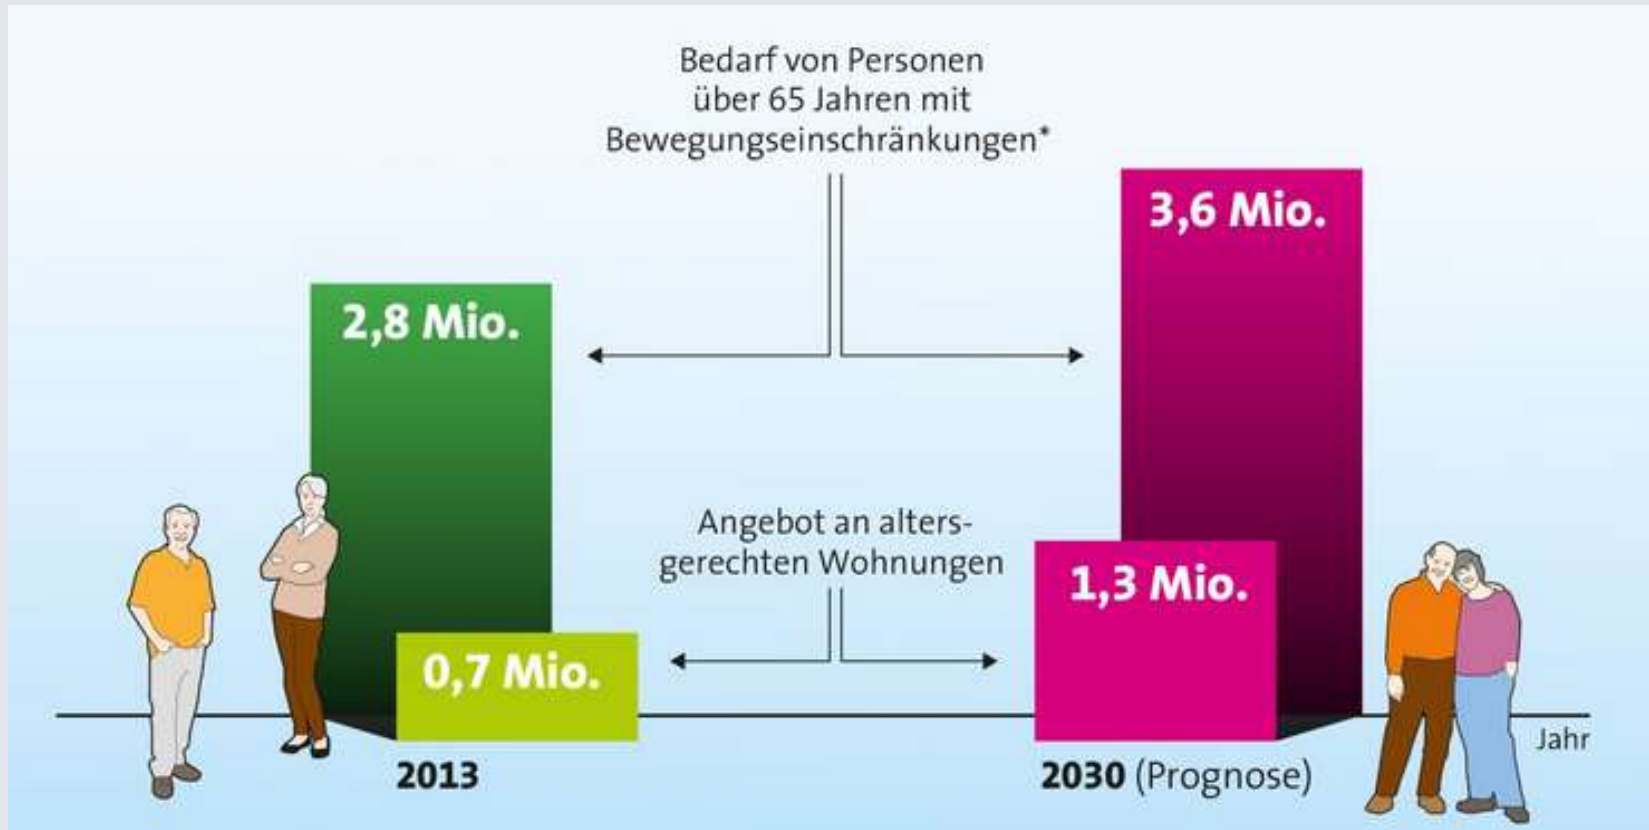 Bedarf von Personen
über 65 Jahren mit
Bewegungseinschränkungen*
3,6 Mio.
2,8 Mio.
Angebot an alters-
gerechten Wohnungen
1,3 Mio.
0,7 Mio.
Jahr
2013
2030 (Prognose)